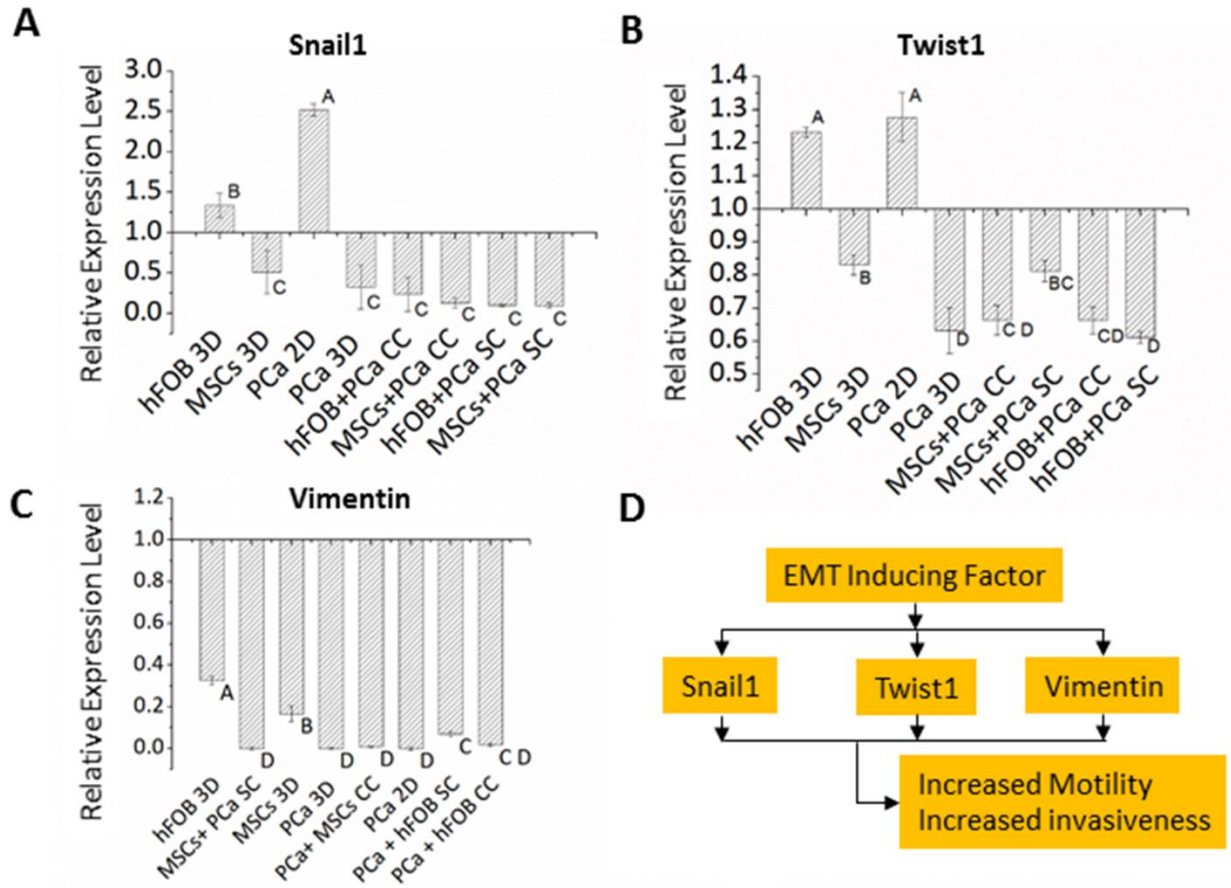 A
Snail1
Relative Expression Level
3.0
2.5
2.0
1.5
1.0
0.5
0.0
A
B
C
C
C
C
C
C
hFOB 3D
MSCs 3D
PCa 2D
PCa 3D
hFOB+PCa CC
MSCs+PCa CC
hFOB+PCa SC
MSCs+PCa SC
B
Twist1
Relative Expression Level
1.4
1.3
1.2
1.1
1.0
0.9
0.8
0.7
0.6
0.5
A
A
B
D
C D
BC
CD
D
hFOB 3D
MSCs 3D
PCa 2D
PCa 3D
MSCs+PCa CC
MSCs+PCa SC
hFOB+PCa CC
hFOB+PCa SC
C
Vimentin
Relative Expression Level
1.2
1.0
0.8
0.6
0.4
0.2
0.0
A
D
B
D
D
D
C
C D
hFOB 3D
MSCs+ PCa SC
MSCs 3D
PCa 3D
PCa+ MSCs CC
PCa 2D
PCa + hFOB SC
PCa + hFOB CC
D
EMT Inducing Factor
Snail1
Twist1
Vimentin
Increased Motility
Increased invasiveness